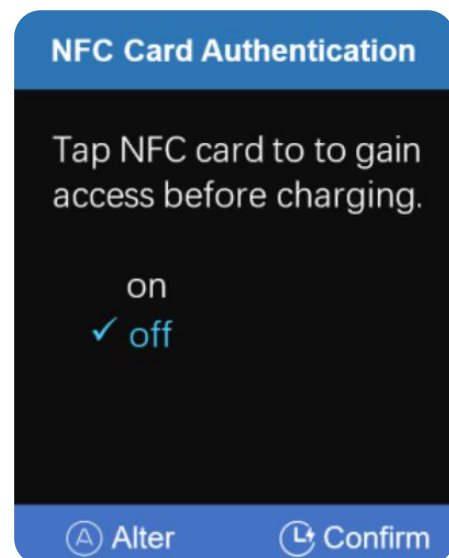 NFC Card Authentication
Tap NFC card to to gain
access before charging.
on
✓ off
A Alter
Confirm